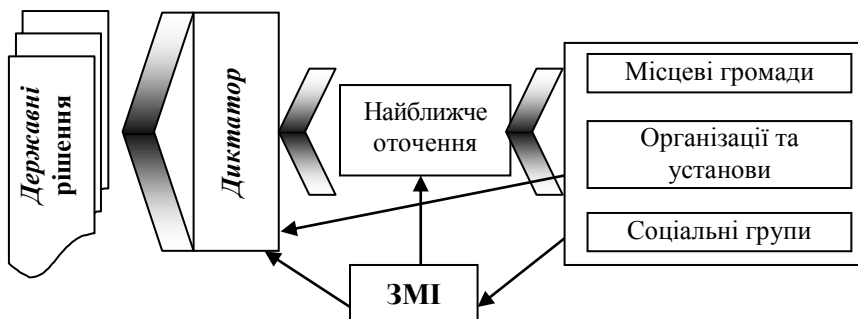 Державні
рішення
Диктатор
Найближче
оточення
Місцеві громади
Організації та
установи
Соціальні групи
ЗМІ